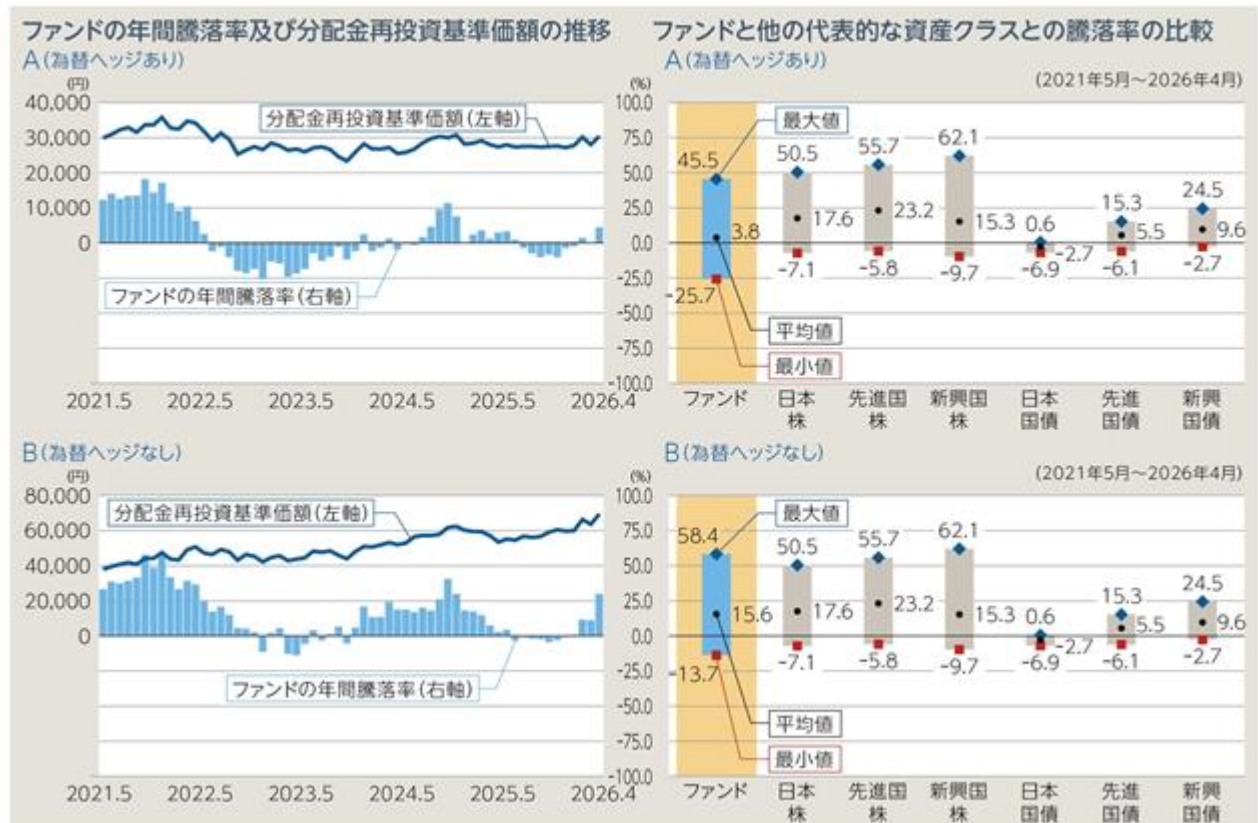 ファンドの年間騰落率及び分配金再投資基準価額の推移
A(為替ヘッジあり)
(円)
(%)
40,000
30,000
20,000
10,000
0
100.0
75.0
50.0
25.0
0.0
-25.0
-50.0
-75.0
-100.0
分配金再投資基準価額(左軸)
ファンドの年間騰落率(右軸)
2021.5
2022.5
2023.5
2024.5
2025.5
2026.4
ファンドと他の代表的な資産クラスとの騰落率の比較
A(為替ヘッジあり)
(2021年5月~2026年4月)
最大値
45.5
50.5
55.7
62.1
0.6
15.3
24.5
3.8
17.6
23.2
15.3
-2.7
5.5
9.6
-25.7
-7.1
-5.8
-9.7
-6.9
-6.1
-2.7
平均値
最小値
ファンド
日本
株
先進国
株
新興国
株
日本
国債
先進
国債
新興
国債
B(為替ヘッジなし)
(円)
(%)
80,000
60,000
40,000
20,000
0
100.0
75.0
50.0
25.0
0.0
-25.0
-50.0
-75.0
-100.0
分配金再投資基準価額(左軸)
ファンドの年間騰落率(右軸)
2021.5
2022.5
2023.5
2024.5
2025.5
2026.4
B(為替ヘッジなし)
(2021年5月~2026年4月)
最大値
58.4
50.5
55.7
62.1
0.6
15.3
24.5
15.6
17.6
23.2
15.3
-2.7
5.5
9.6
-13.7
-7.1
-5.8
-9.7
-6.9
-6.1
-2.7
平均値
最小値
ファンド
日本
株
先進国
株
新興国
株
日本
国債
先進
国債
新興
国債